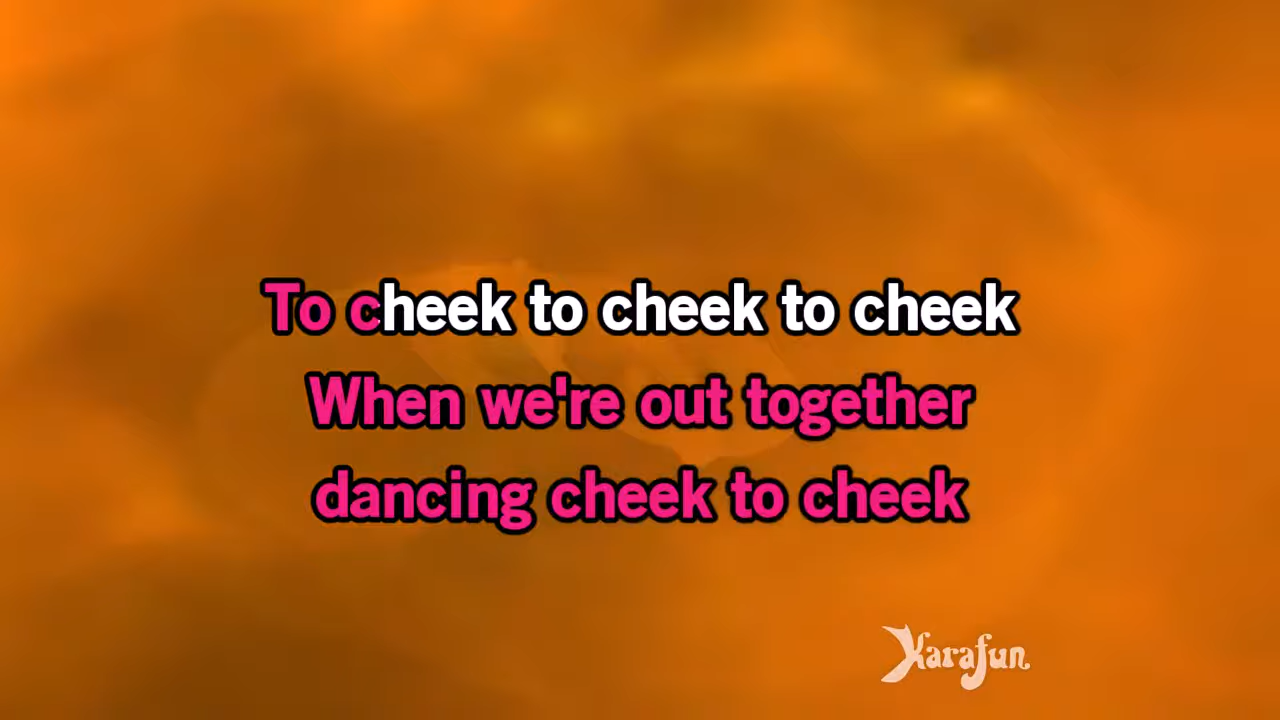 To cheek to cheek to cheek
When we're out together
dancing cheek to cheek
Karafun